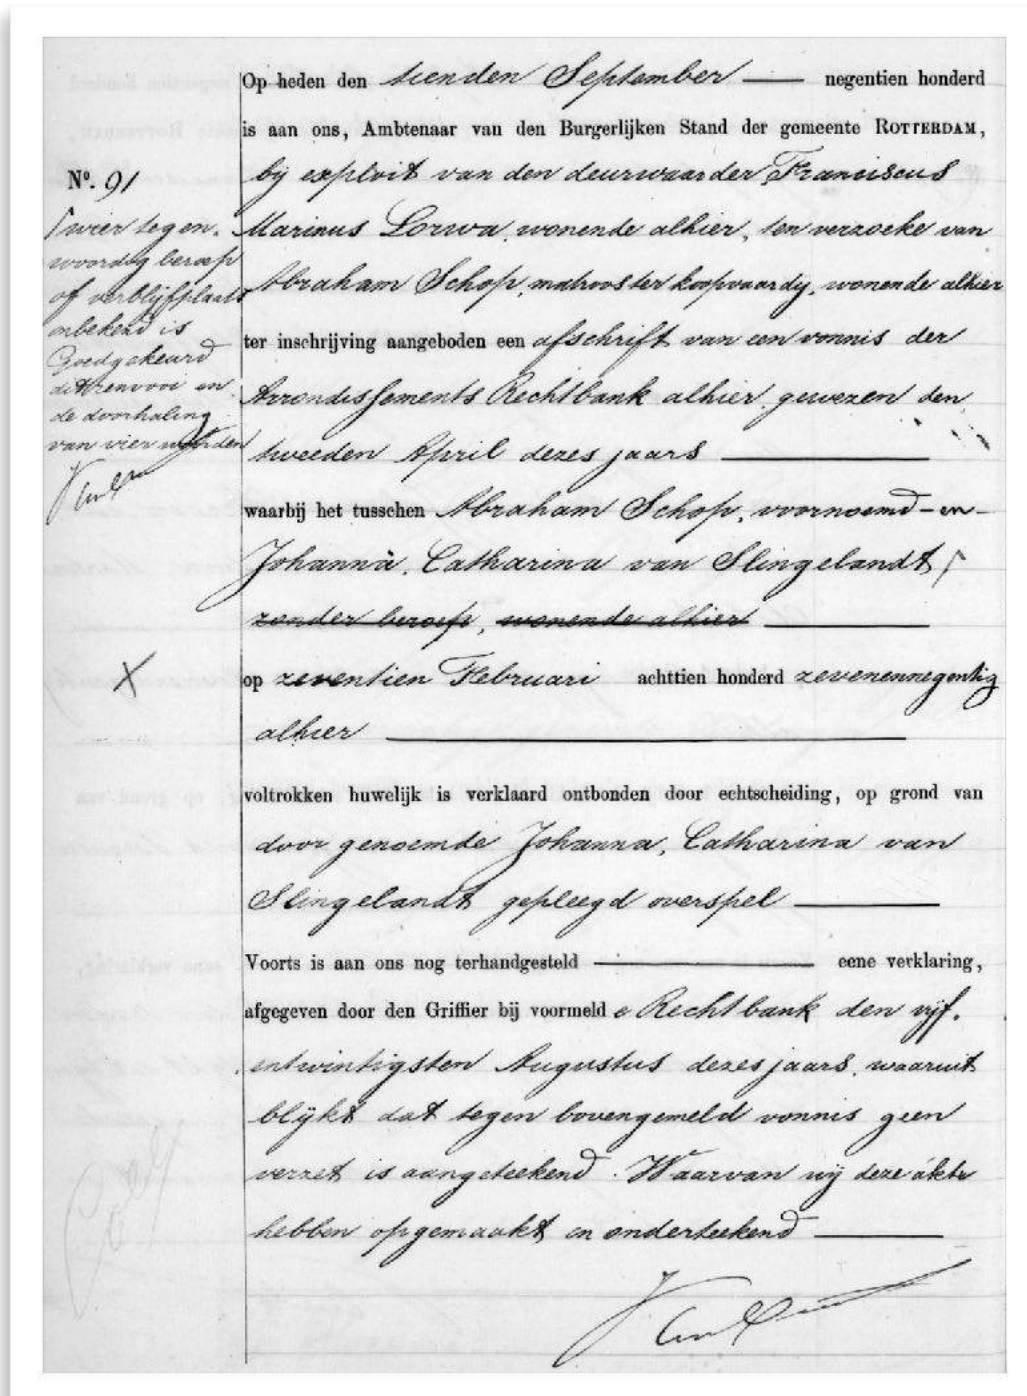 Op heden den tienden September — negentien honderd
is aan ons, Ambtenaar van den Burgerlijken Stand der gemeente ROTTERDAM,
bij exploit van den deurwaarder Franciscus
Marinus Lorwa, wonende alhier, ten verzoeke van
Abraham Schop, matroos ter koopvaardij, wonende alhier
ter inschrijving aangeboden een afschrift van een vonnis der
Arrondissements Rechtbank alhier, gewezen den
tweeden April dezes jaars —
waarbij het tusschen Abraham Schop, voornoemd – en –
Johanna, Catharina van Slingelandt, ⌈
zonder beroep, wonende alhier —
op zeventien Februari achttien honderd zevenennegentig
alhier —
voltrokken huwelijk is verklaard ontbonden door echtscheiding, op grond van
door genoemde Johanna, Catharina van
Slingelandt gepleegd overspel —
Voorts is aan ons nog terhandgesteld — eene verklaring,
afgegeven door den Griffier bij voormelde Rechtbank den vijf-
entwintigsten Augustus dezes jaars, waaruit
blijkt dat tegen bovengemeld vonnis geen
verzet is aangeteekend. Waarvan wij deze akte
hebben opgemaakt en onderteekend —
No. 91
⌈ wier tegen-
woordig beroep
of verblijfplaats
onbekend is
Goedgekeurd
dit renvooi en
de doorhaling
van vier woorden
X